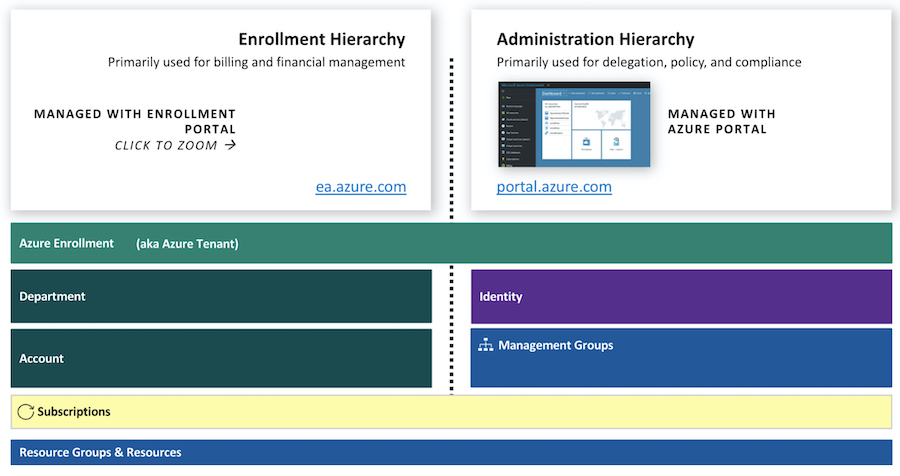 Enrollment Hierarchy
Primarily used for billing and financial management
MANAGED WITH ENROLLMENT
PORTAL
CLICK TO ZOOM →
ea.azure.com
Administration Hierarchy
Primarily used for delegation, policy, and compliance
Dashboard
MANAGED WITH
AZURE PORTAL
portal.azure.com
Azure Enrollment (aka Azure Tenant)
Department
Identity
Account
Management Groups
Subscriptions
Resource Groups & Resources